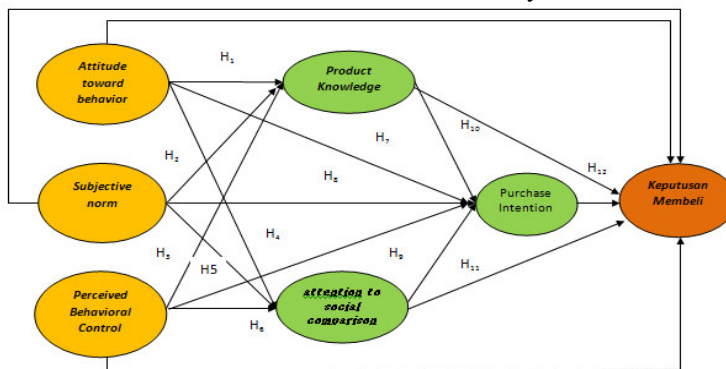 Attitude
toward
behavior
H1
Product
Knowledge
H2
H7
H10
H12
Subjective
norm
H8
Purchase
Intention
Keputusan
Membeli
H3
H5
H4
H9
H11
Perceived
Behavioral
Control
attention to
social
comparison
H6